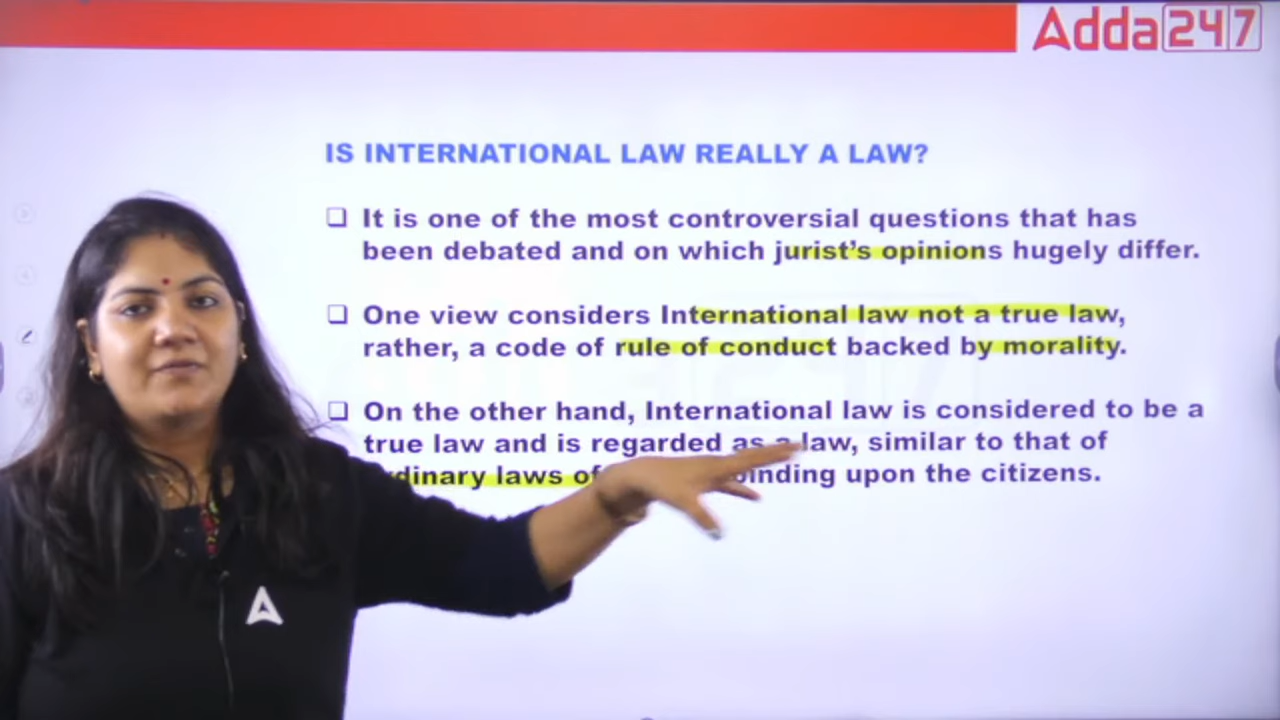 Adda247
IS INTERNATIONAL LAW REALLY A LAW?
❑ It is one of the most controversial questions that has
been debated and on which jurist's opinions hugely differ.
❑ One view considers International law not a true law,
rather, a code of rule of conduct backed by morality.
❑ On the other hand, International law is considered to be a
true law and is regarded as a law, similar to that of
laws of upon the citizens.